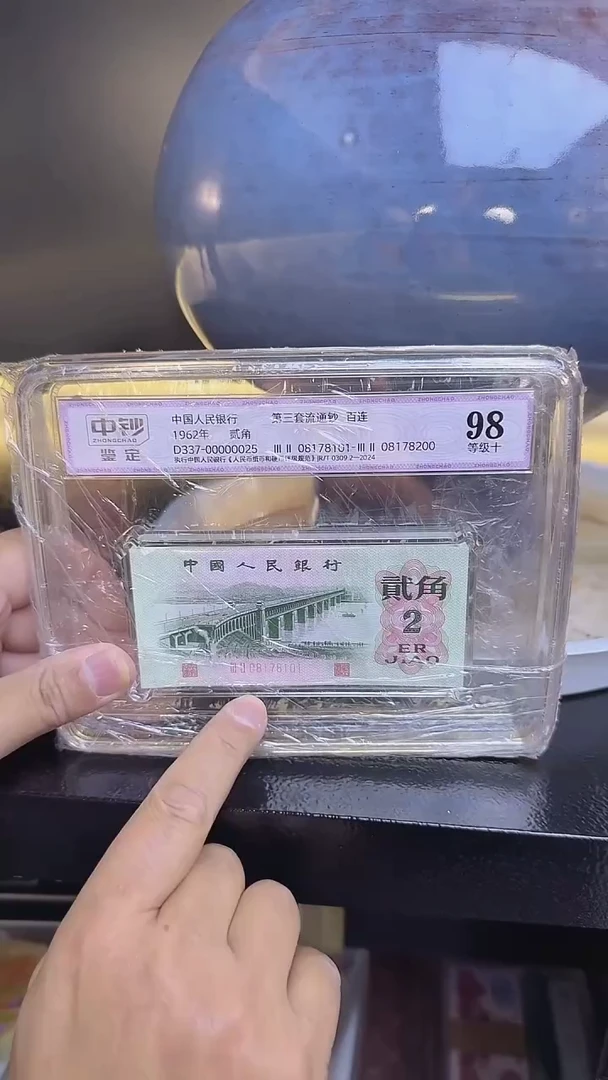 中钞
ZHONGCHAO
鉴定
中国人民银行 第三套流通钞 百连
1962年 贰角
D337-00000025 III II 08178101-III II 08178200
98
等级十
中國人民銀行
貳角
2
ER
JIAO
III II 08178101